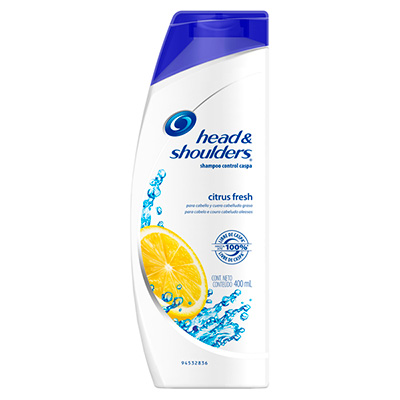 head &
shoulders
shampoo control caspa
citrus fresh
para cabello y cuero cabelludo graso
para cabelo e couro cabeludo oleoso
LIBRE DE CASPA
100%
LIVRE DE CASPA
CONT. NETO
CONTEÚDO 400 mL
94532836